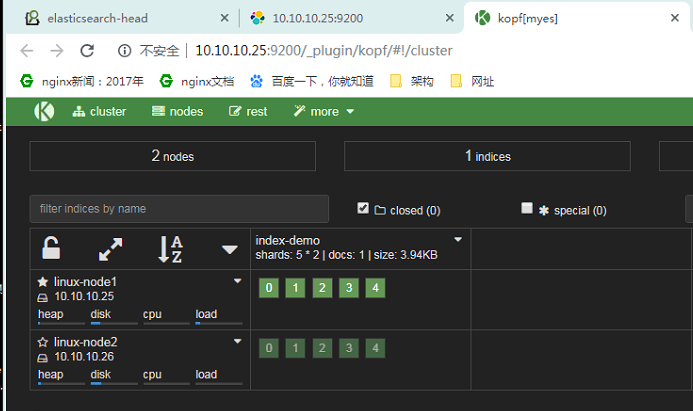 elasticsearch-head
10.10.10.25:9200
kopf[myes]
不安全 | 10.10.10.25:9200/_plugin/kopf/#!/cluster
nginx新闻：2017年 nginx文档 百度一下，你就知道 架构 网址
cluster nodes rest more
2 nodes
1 indices
filter indices by name
closed (0)
special (0)
index-demo
shards: 5 * 2 | docs: 1 | size: 3.94KB
linux-node1
10.10.10.25
heap disk cpu load
0 1 2 3 4
linux-node2
10.10.10.26
heap disk cpu load
0 1 2 3 4